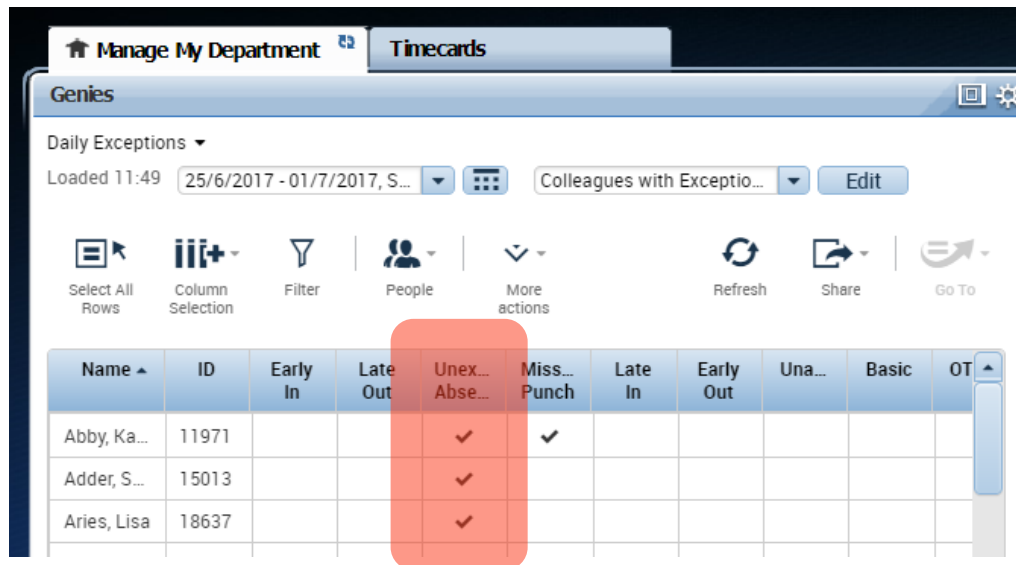 Manage My Department Timecards
Genies
Daily Exceptions
Loaded 11:49 25/6/2017 - 01/7/2017, S... Colleagues with Exceptio... Edit
Select All Rows Column Selection Filter People More actions Refresh Share Go To
Name ID Early In Late Out Unex... Abse... Miss... Punch Late In Early Out Una... Basic OT
Abby, Ka... 11971
Adder, S... 15013
Aries, Lisa 18637